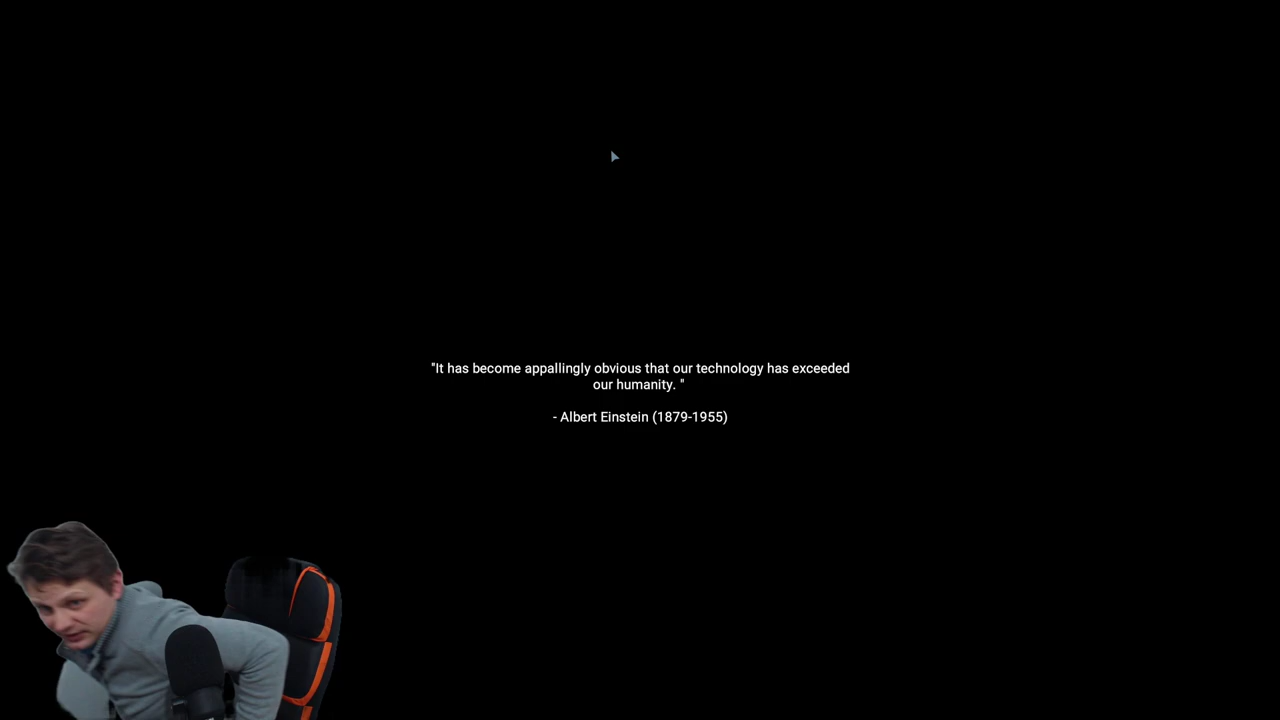 "It has become appallingly obvious that our technology has exceeded
our humanity. "
- Albert Einstein (1879-1955)